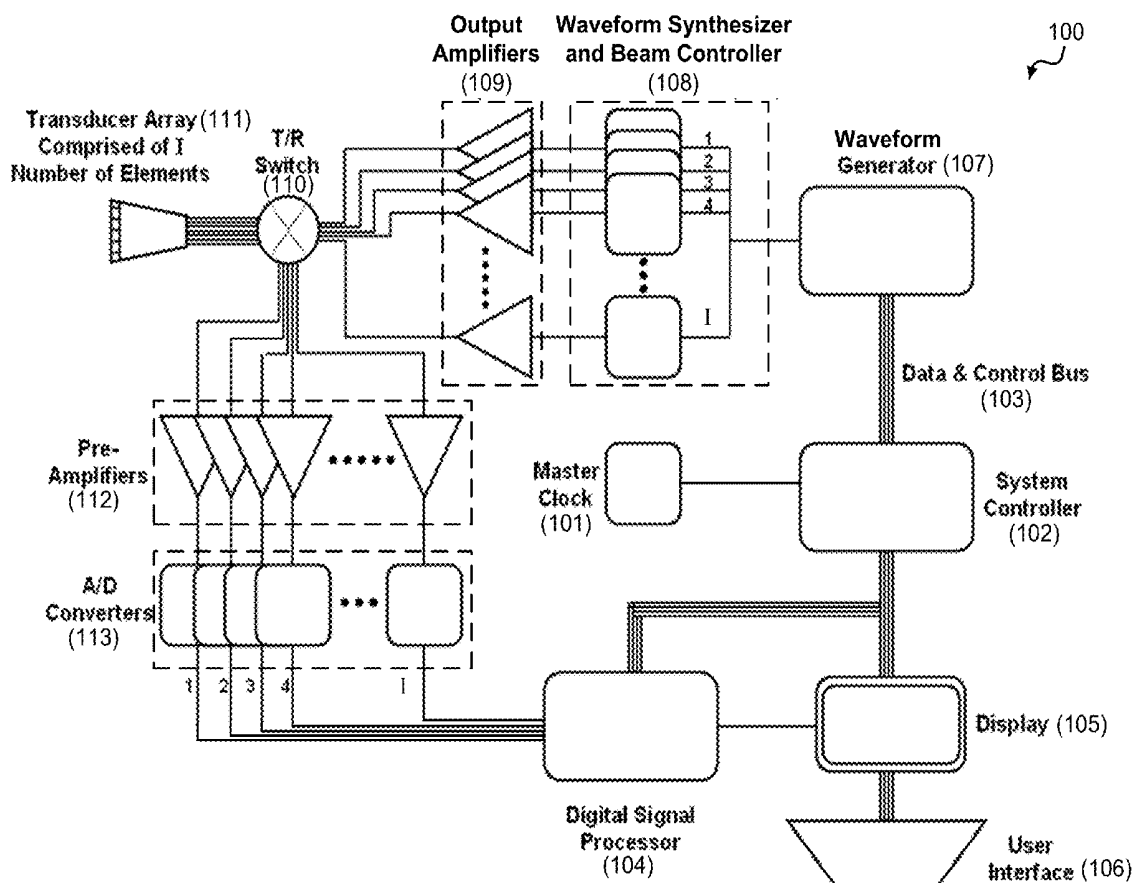 Output
Amplifiers
(109)
Waveform Synthesizer
and Beam Controller
(108)
100
Transducer Array (111)
Comprised of I
Number of Elements
T/R
Switch
(110)
1
2
3
4
I
Waveform
Generator (107)
Data & Control Bus
(103)
Pre-
Amplifiers
(112)
Master
Clock
(101)
System
Controller
(102)
A/D
Converters
(113)
1
2
3
4
I
Display (105)
Digital Signal
Processor
(104)
User
Interface (106)